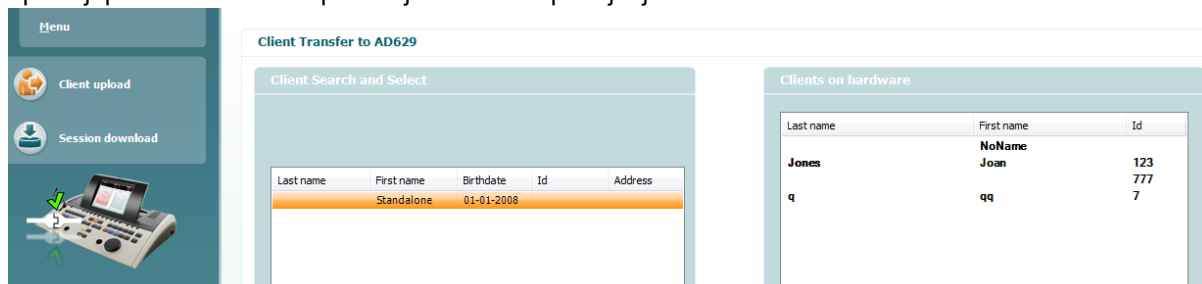 Menu
Client upload
Session download
Client Transfer to AD629
Client Search and Select
Last name First name Birthdate Id Address
Standalone 01-01-2008
Clients on hardware
Last name First name Id
NoName
Jones Joan 123
777
q qq 7